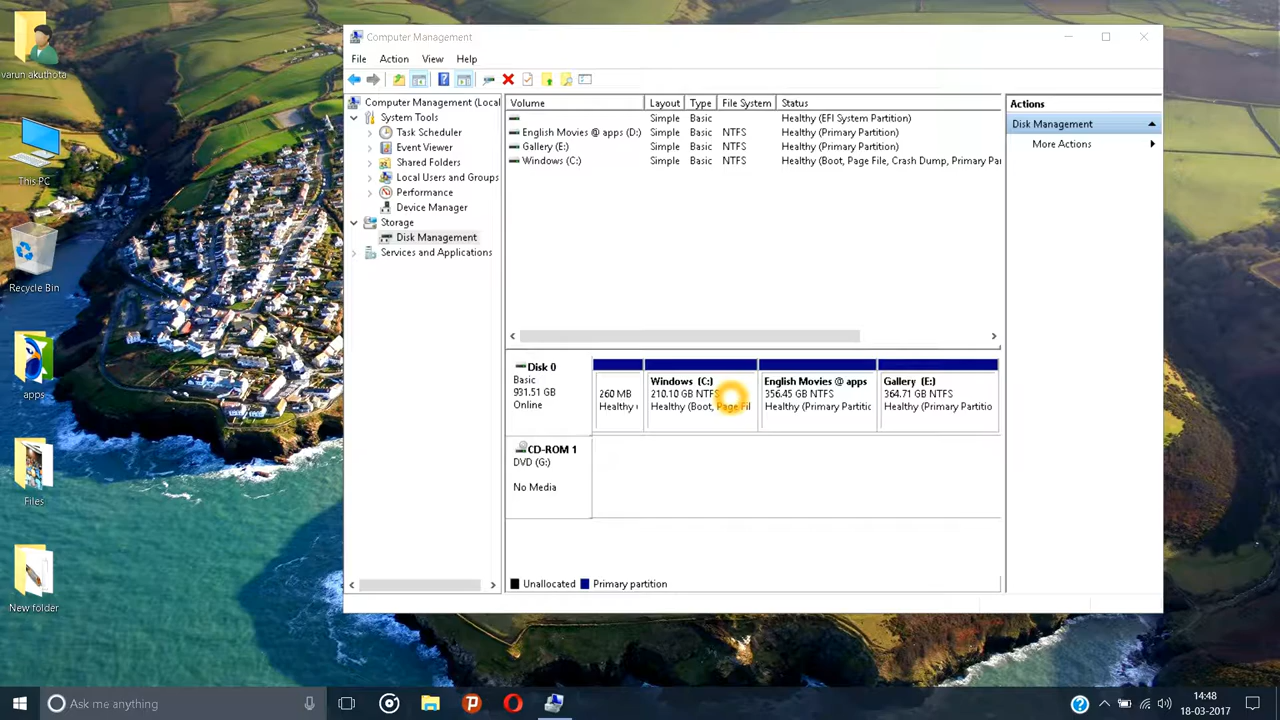 varun akuthota
This PC
Recycle Bin
apps
Files
New folder
Computer Management
File Action View Help
Computer Management (Local
System Tools
Task Scheduler
Event Viewer
Shared Folders
Local Users and Groups
Performance
Device Manager
Storage
Disk Management
Services and Applications
Volume Layout Type File System Status
Simple Basic Healthy (EFI System Partition)
English Movies @ apps (D:) Simple Basic NTFS Healthy (Primary Partition)
Gallery (E:) Simple Basic NTFS Healthy (Primary Partition)
Windows (C:) Simple Basic NTFS Healthy (Boot, Page File, Crash Dump, Primary Pa
Disk 0
Basic
931.51 GB
Online
260 MB
Healthy (
Windows (C:)
210.10 GB NTFS
Healthy (Boot, Page Fil
English Movies @ apps
356.45 GB NTFS
Healthy (Primary Partitic
Gallery (E:)
364.71 GB NTFS
Healthy (Primary Partitio
CD-ROM 1
DVD (G:)
No Media
Unallocated Primary partition
Actions
Disk Management
More Actions
Ask me anything
14:48
18-03-2017